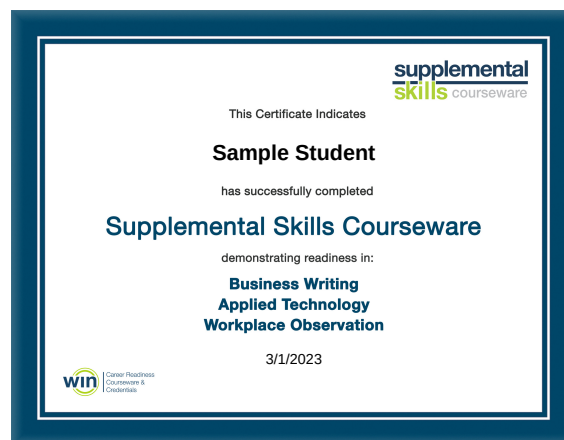 supplemental
skills courseware
This Certificate Indicates
Sample Student
has successfully completed
Supplemental Skills Courseware
demonstrating readiness in:
Business Writing
Applied Technology
Workplace Observation
3/1/2023
win
Career Readiness
Courseware &
Credentials